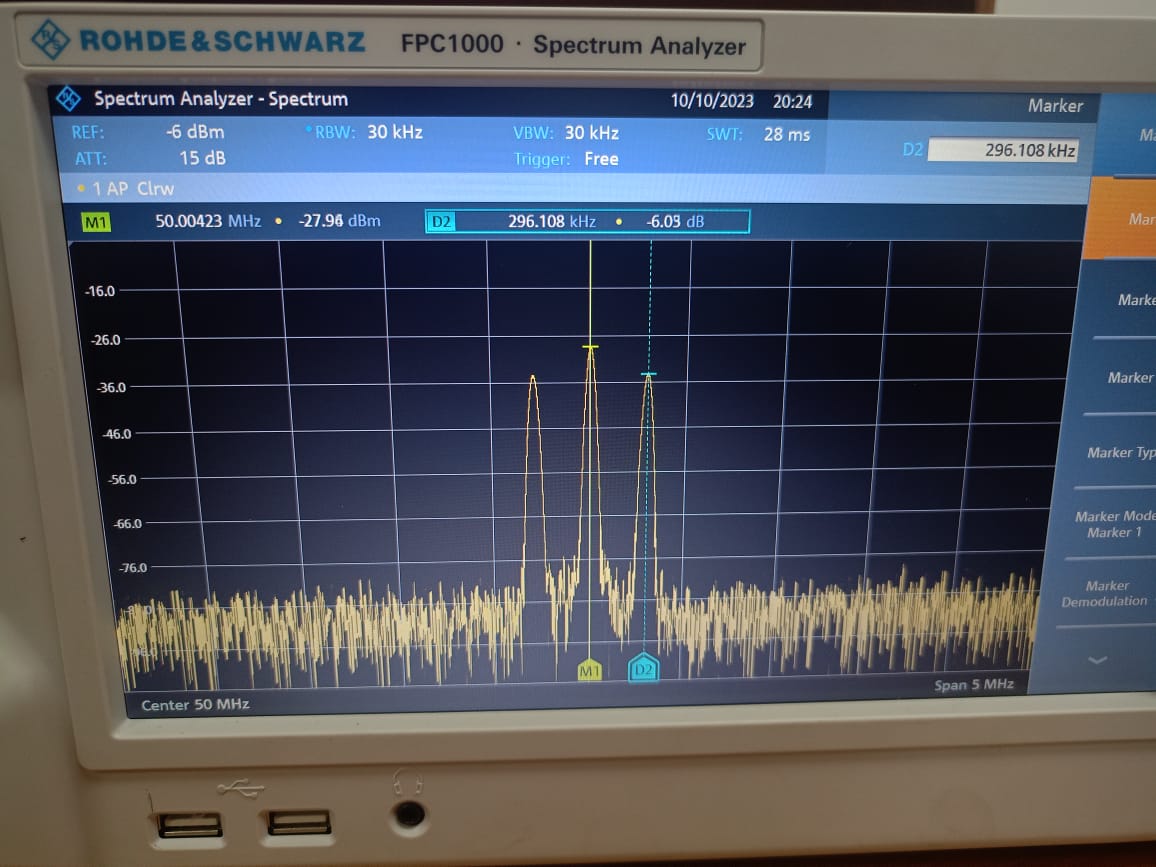 ROHDE&SCHWARZ FPC1000 · Spectrum Analyzer
Spectrum Analyzer - Spectrum 10/10/2023 20:24 Marker
REF: -6 dBm RBW: 30 kHz VBW: 30 kHz SWT: 28 ms
ATT: 15 dB Trigger: Free
D2 296.108 kHz
1 AP Clrw
M1 50.00423 MHz • -27.94 dBm D2 296.108 kHz • -6.05 dB
-16.0
-26.0
-36.0
-46.0
-56.0
-66.0
-76.0
M1 D2
Center 50 MHz Span 5 MHz
Ma
Mar
Marke
Marker
Marker Typ
Marker Mode
Marker 1
Marker
Demodulation